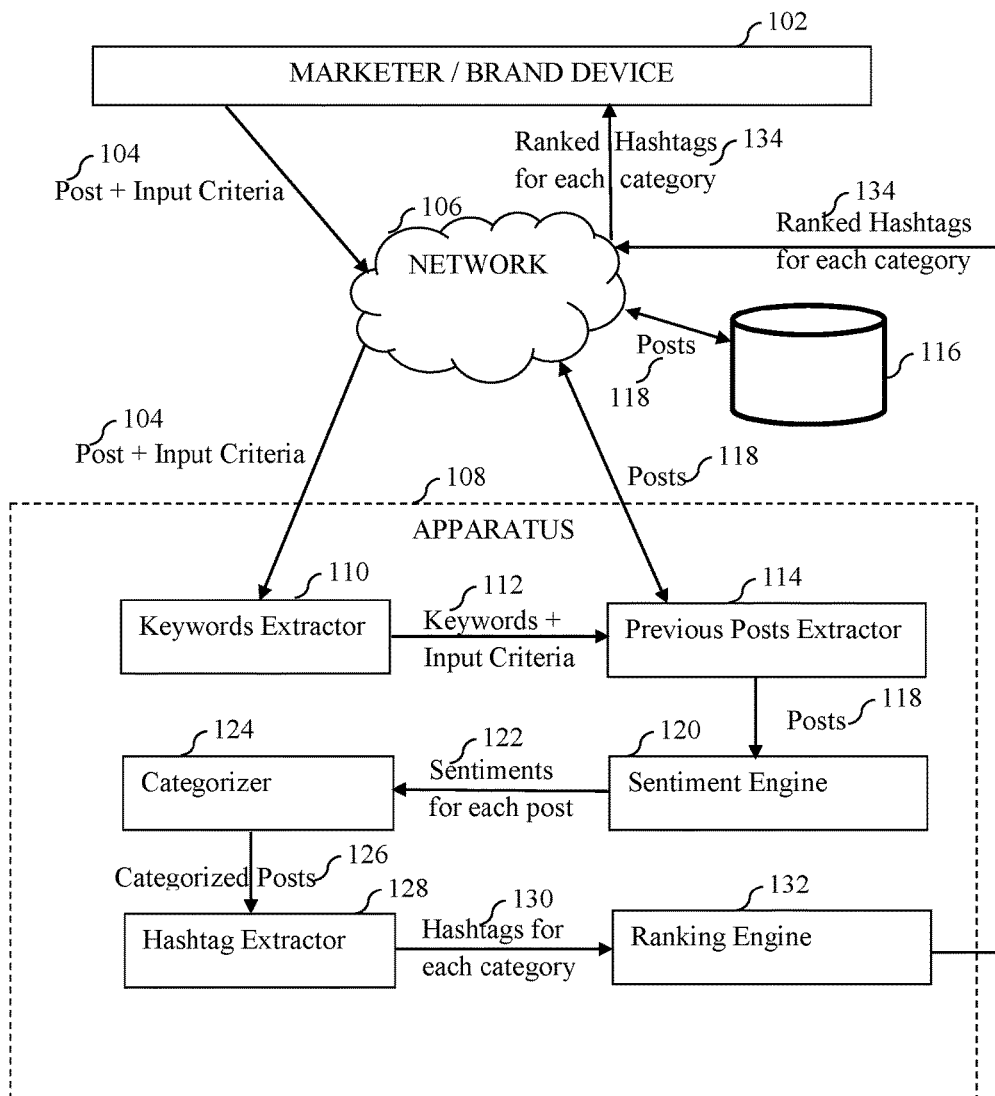 102
MARKETER / BRAND DEVICE
104
Post + Input Criteria
Ranked Hashtags
for each category
134
106
NETWORK
134
Ranked Hashtags
for each category
Posts
118
116
104
Post + Input Criteria
Posts
118
108
APPARATUS
110
Keywords Extractor
112
Keywords +
Input Criteria
114
Previous Posts Extractor
Posts
118
124
Categorizer
122
Sentiments
for each post
120
Sentiment Engine
Categorized Posts
126
128
Hashtag Extractor
130
Hashtags for
each category
132
Ranking Engine